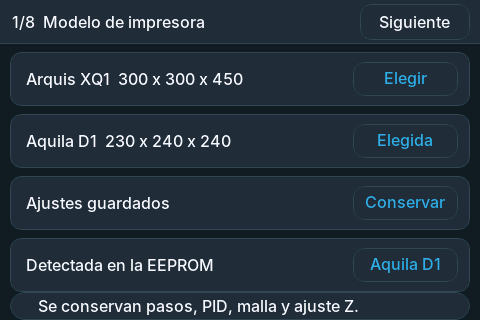 1/8 Modelo de impresora
Siguiente
Arquis XQ1 300 x 300 x 450
Elegir
Aquila D1 230 x 240 x 240
Elegida
Ajustes guardados
Conservar
Detectada en la EEPROM
Aquila D1
Se conservan pasos, PID, malla y ajuste Z.